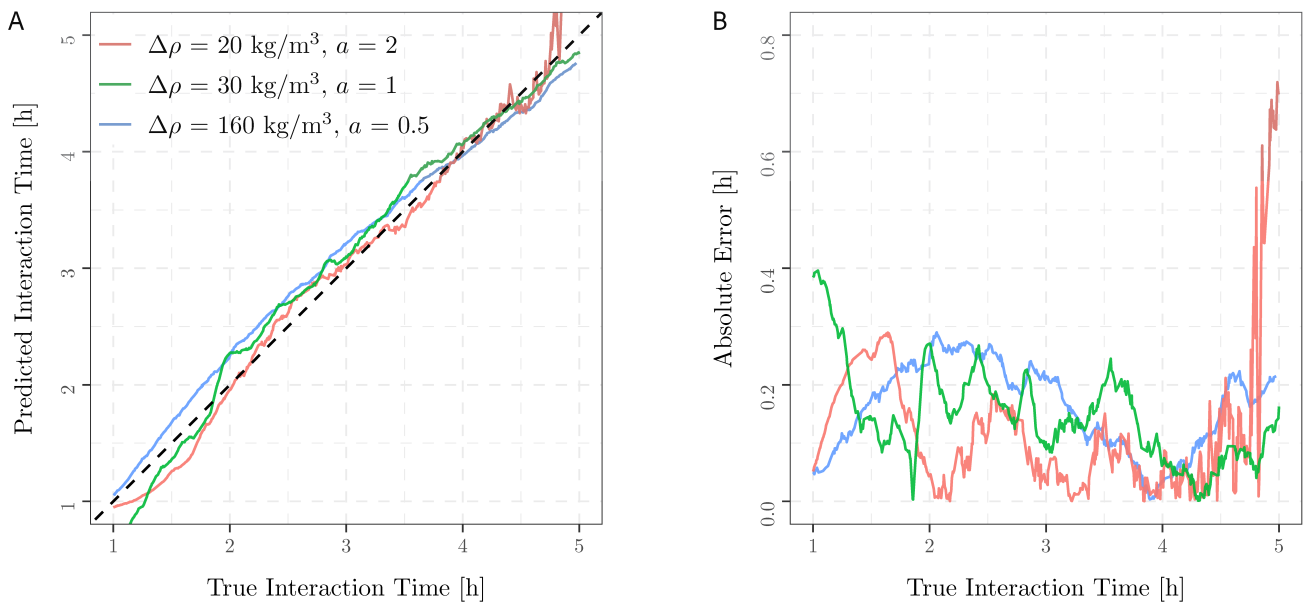 A
Δρ = 20 kg/m³, a = 2
Δρ = 30 kg/m³, a = 1
Δρ = 160 kg/m³, a = 0.5
Predicted Interaction Time [h]
5
4
3
2
1
1 2 3 4 5
True Interaction Time [h]
B
Absolute Error [h]
0.8
0.6
0.4
0.2
0.0
1 2 3 4 5
True Interaction Time [h]